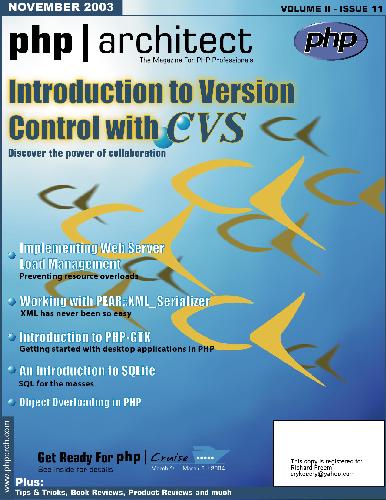 NOVEMBER 2003
VOLUME II - ISSUE 11
php|architect
The Magazine For PHP Professionals
php
Introduction to Version
Control with CVS
Discover the power of collaboration
Implementing Web Server
Load Management
Preventing resource overloads
Working with PEAR::XML_Serializer
XML has never been so easy
Introduction to PHP-GTK
Getting started with desktop applications in PHP
An Introduction to SQLite
SQL for the masses
Object Overloading in PHP
www.phparch.com
Get Ready For php|Cruise
See inside for details
March 2004
This copy is registered to:
Richard Freem
Plus:
Tips & Tricks, Book Reviews, Product Reviews and much